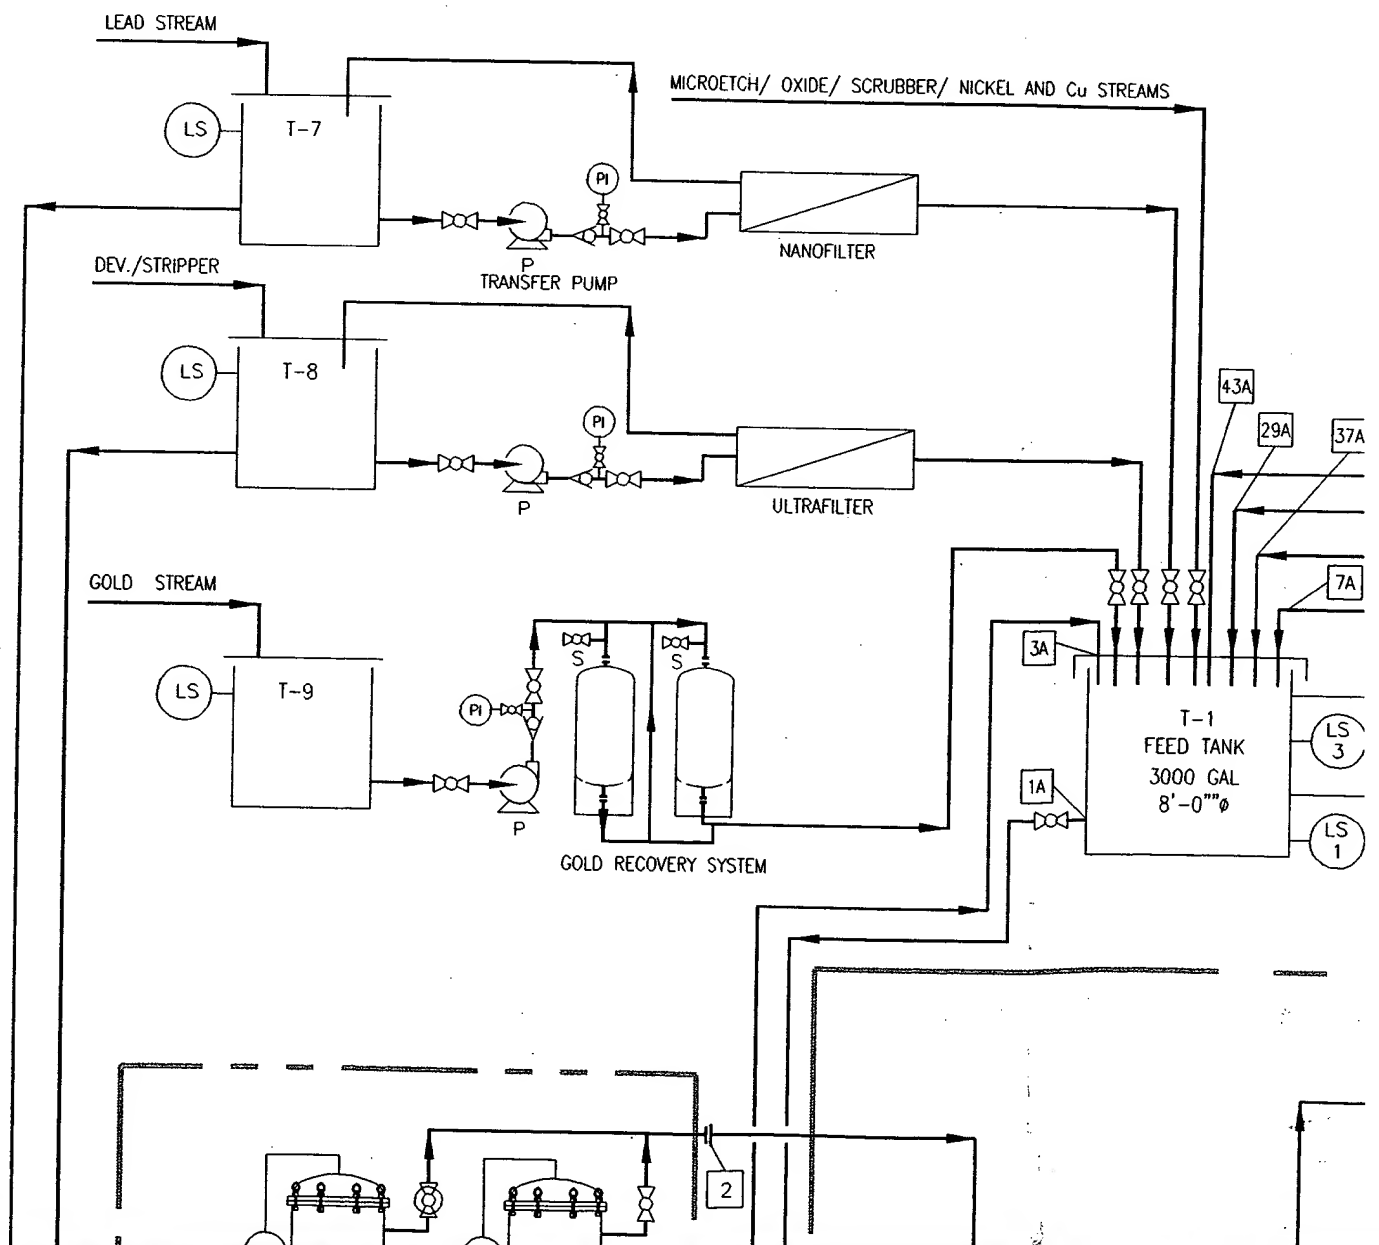 LEAD STREAM
MICROETCH/ OXIDE/ SCRUBBER/ NICKEL AND Cu STREAMS
LS
T-7
PI
NANOFILTER
P
TRANSFER PUMP
DEV./STRIPPER
LS
T-8
PI
43A
29A
37A
P
ULTRAFILTER
GOLD STREAM
7A
S
S
3A
LS
T-9
PI
T-1
FEED TANK
3000 GAL
8'-0""ø
LS
3
1A
P
LS
1
GOLD RECOVERY SYSTEM
2